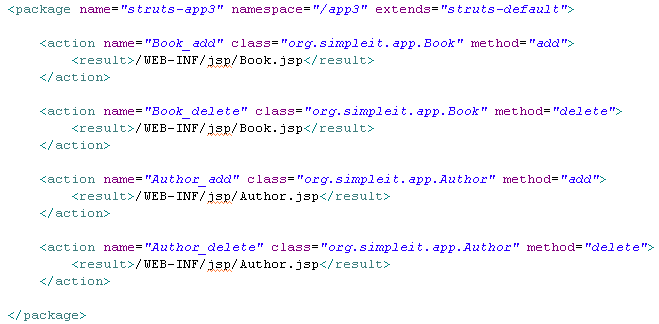 <package name="struts-app3" namespace="/app3" extends="struts-default">
<action name="Book_add" class="org.simpleit.app.Book" method="add">
<result>/WEB-INF/jsp/Book.jsp</result>
</action>
<action name="Book_delete" class="org.simpleit.app.Book" method="delete">
<result>/WEB-INF/jsp/Book.jsp</result>
</action>
<action name="Author_add" class="org.simpleit.app.Author" method="add">
<result>/WEB-INF/jsp/Author.jsp</result>
</action>
<action name="Author_delete" class="org.simpleit.app.Author" method="delete">
<result>/WEB-INF/jsp/Author.jsp</result>
</action>
</package>